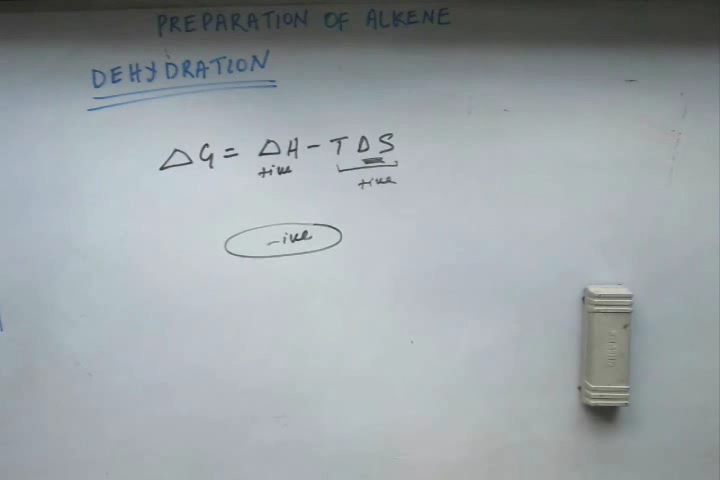 PREPARATION OF ALKENE
DEHYDRATION
ΔG = ΔH - TΔS
+ive +ive
-ive